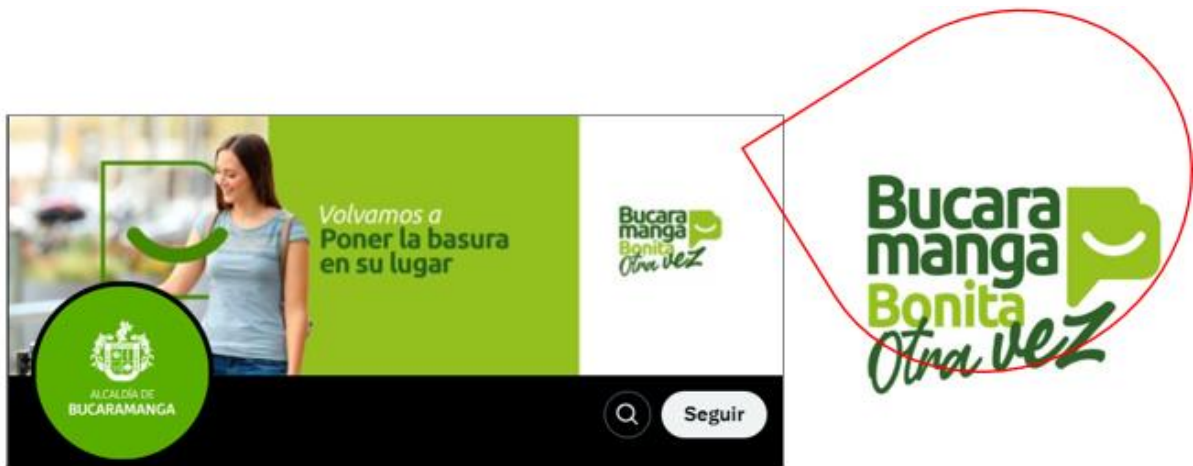 Volvamos a
Poner la basura
en su lugar
Bucara
manga
Bonita
Otra vez
ALCALDÍA DE
BUCARAMANGA
Seguir
Bucara
manga
Bonita
Otra vez